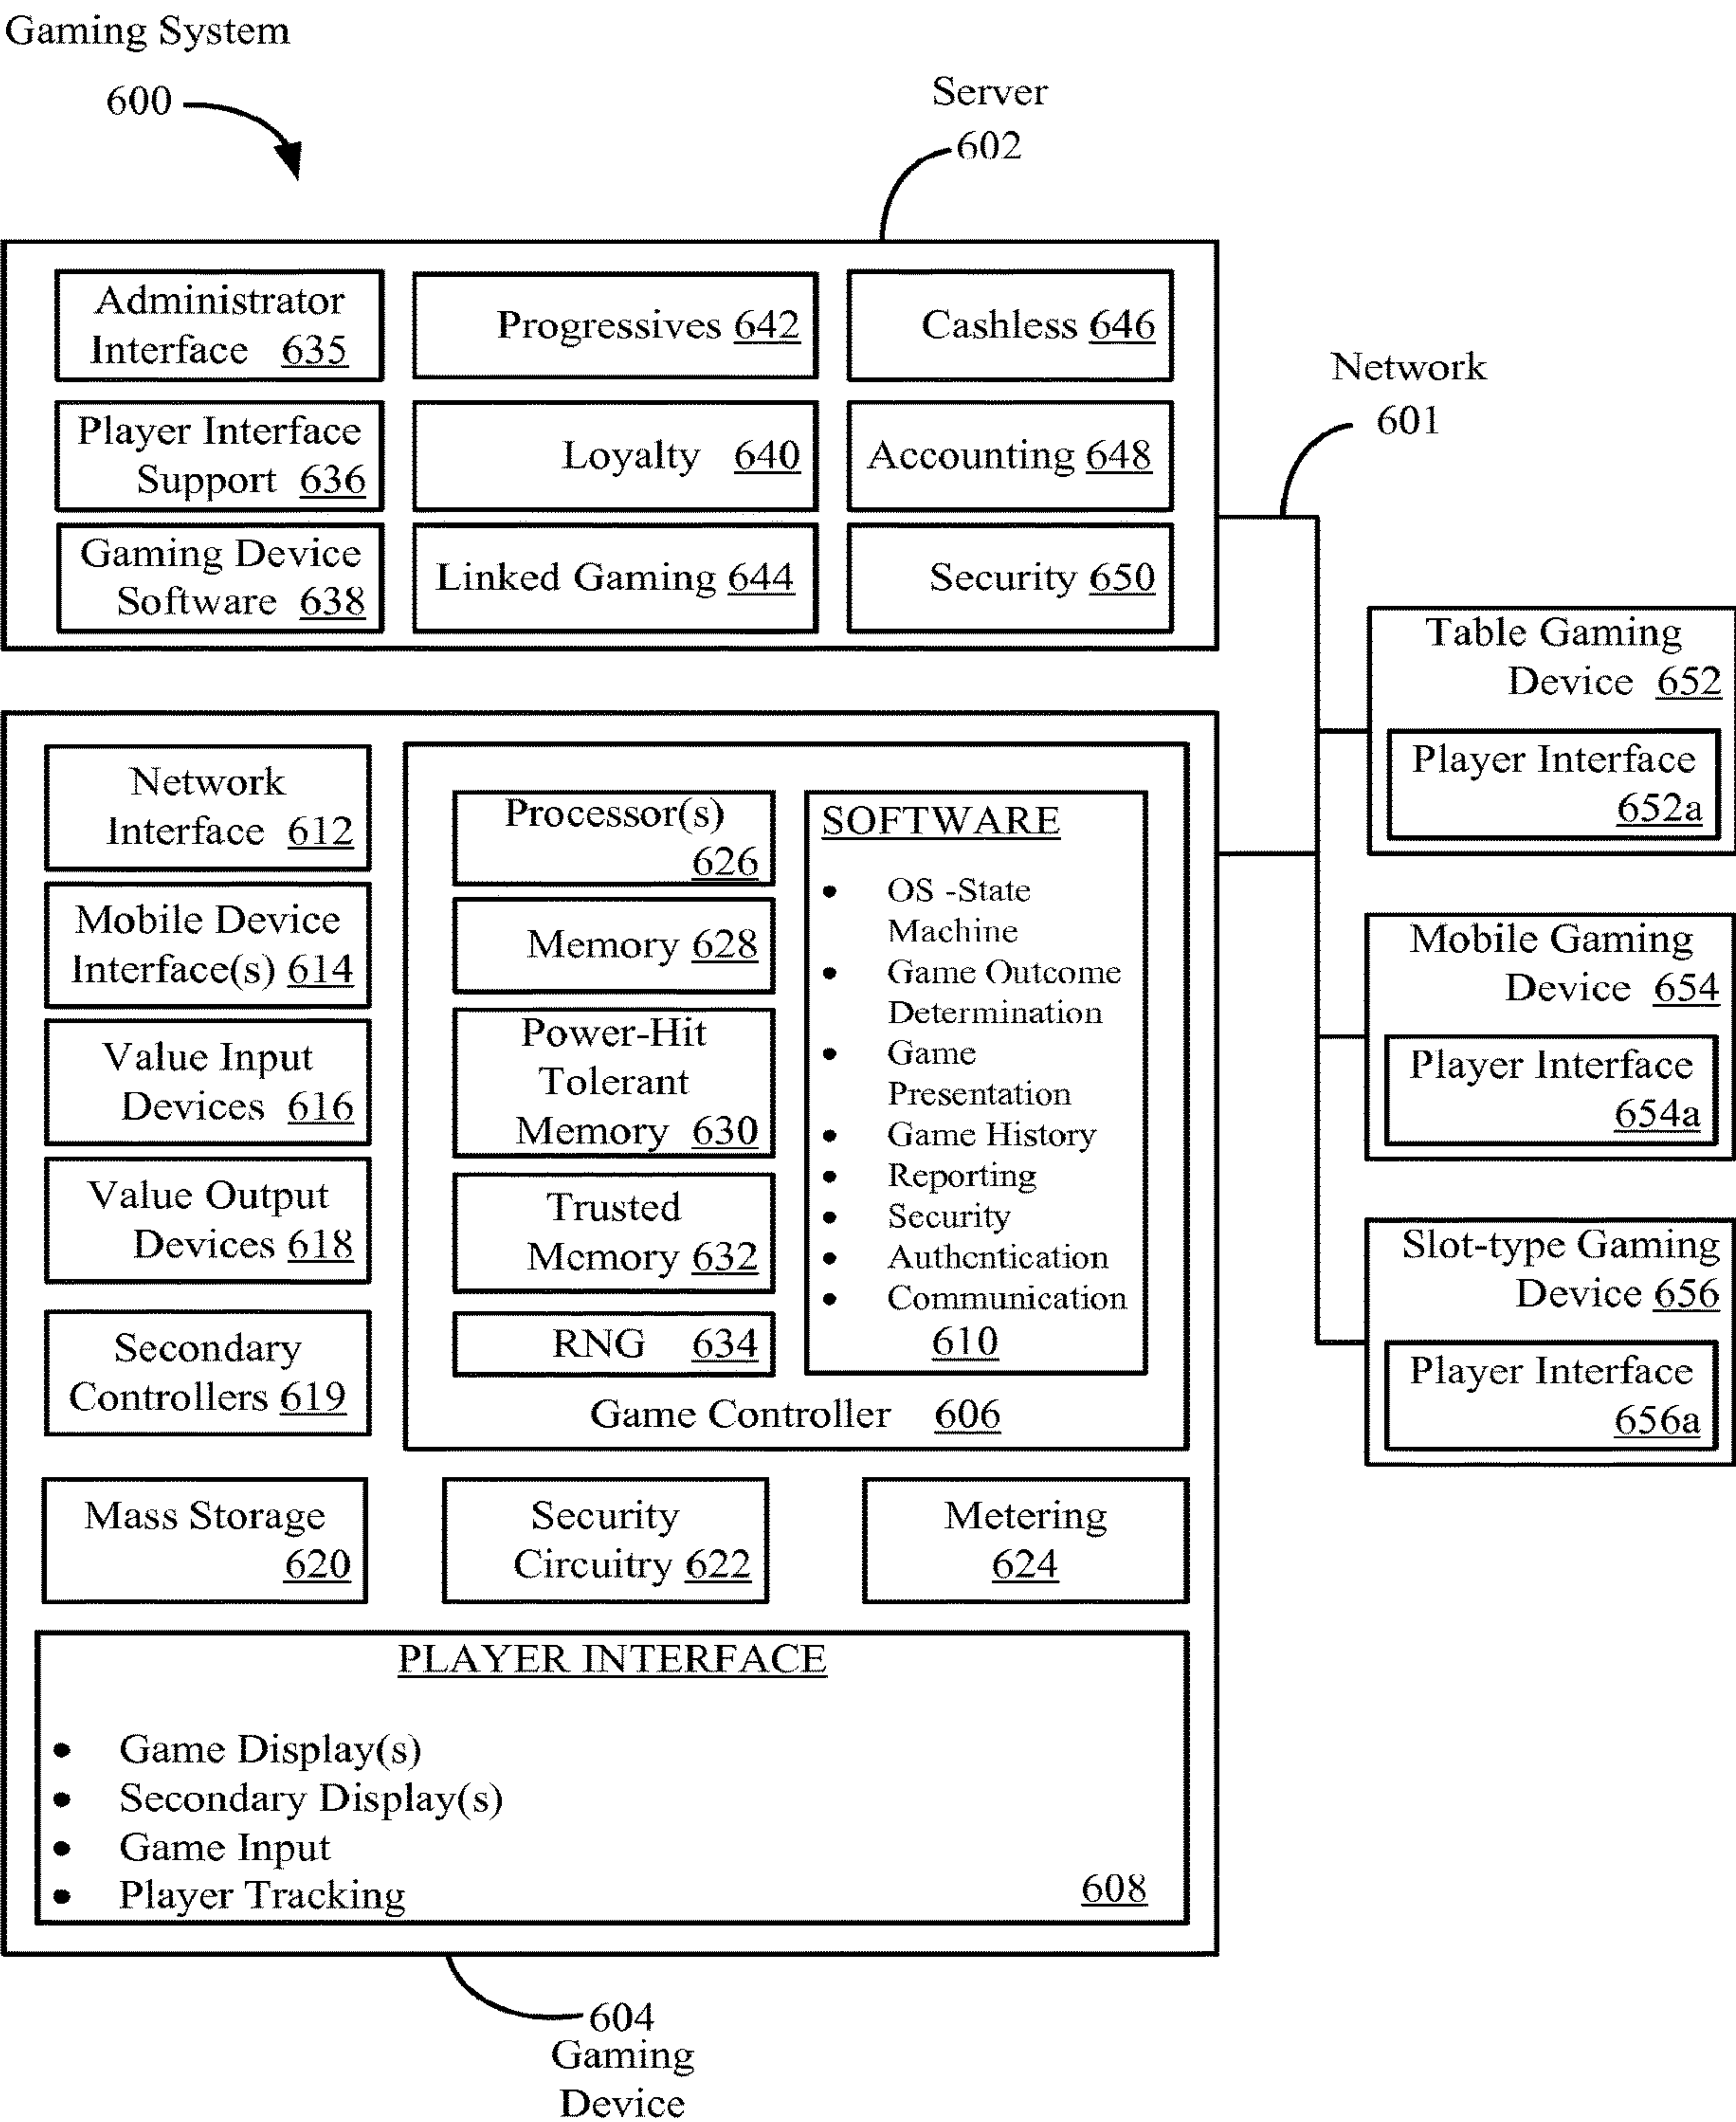 Gaming System
600
Server
602
Administrator
Interface 635
Progressives 642
Cashless 646
Player Interface
Support 636
Loyalty 640
Accounting 648
Gaming Device
Software 638
Linked Gaming 644
Security 650
Network
601
Table Gaming
Device 652
Player Interface
652a
Mobile Gaming
Device 654
Player Interface
654a
Slot-type Gaming
Device 656
Player Interface
656a
Network
Interface 612
Mobile Device
Interface(s) 614
Value Input
Devices 616
Value Output
Devices 618
Secondary
Controllers 619
Processor(s)
626
Memory 628
Power-Hit
Tolerant
Memory 630
Trusted
Memory 632
RNG 634
SOFTWARE
• OS -State
Machine
• Game Outcome
Determination
• Game
Presentation
• Game History
• Reporting
• Security
• Authentication
• Communication
610
Game Controller 606
Mass Storage
620
Security
Circuitry 622
Metering
624
PLAYER INTERFACE
• Game Display(s)
• Secondary Display(s)
• Game Input
• Player Tracking
608
604
Gaming
Device